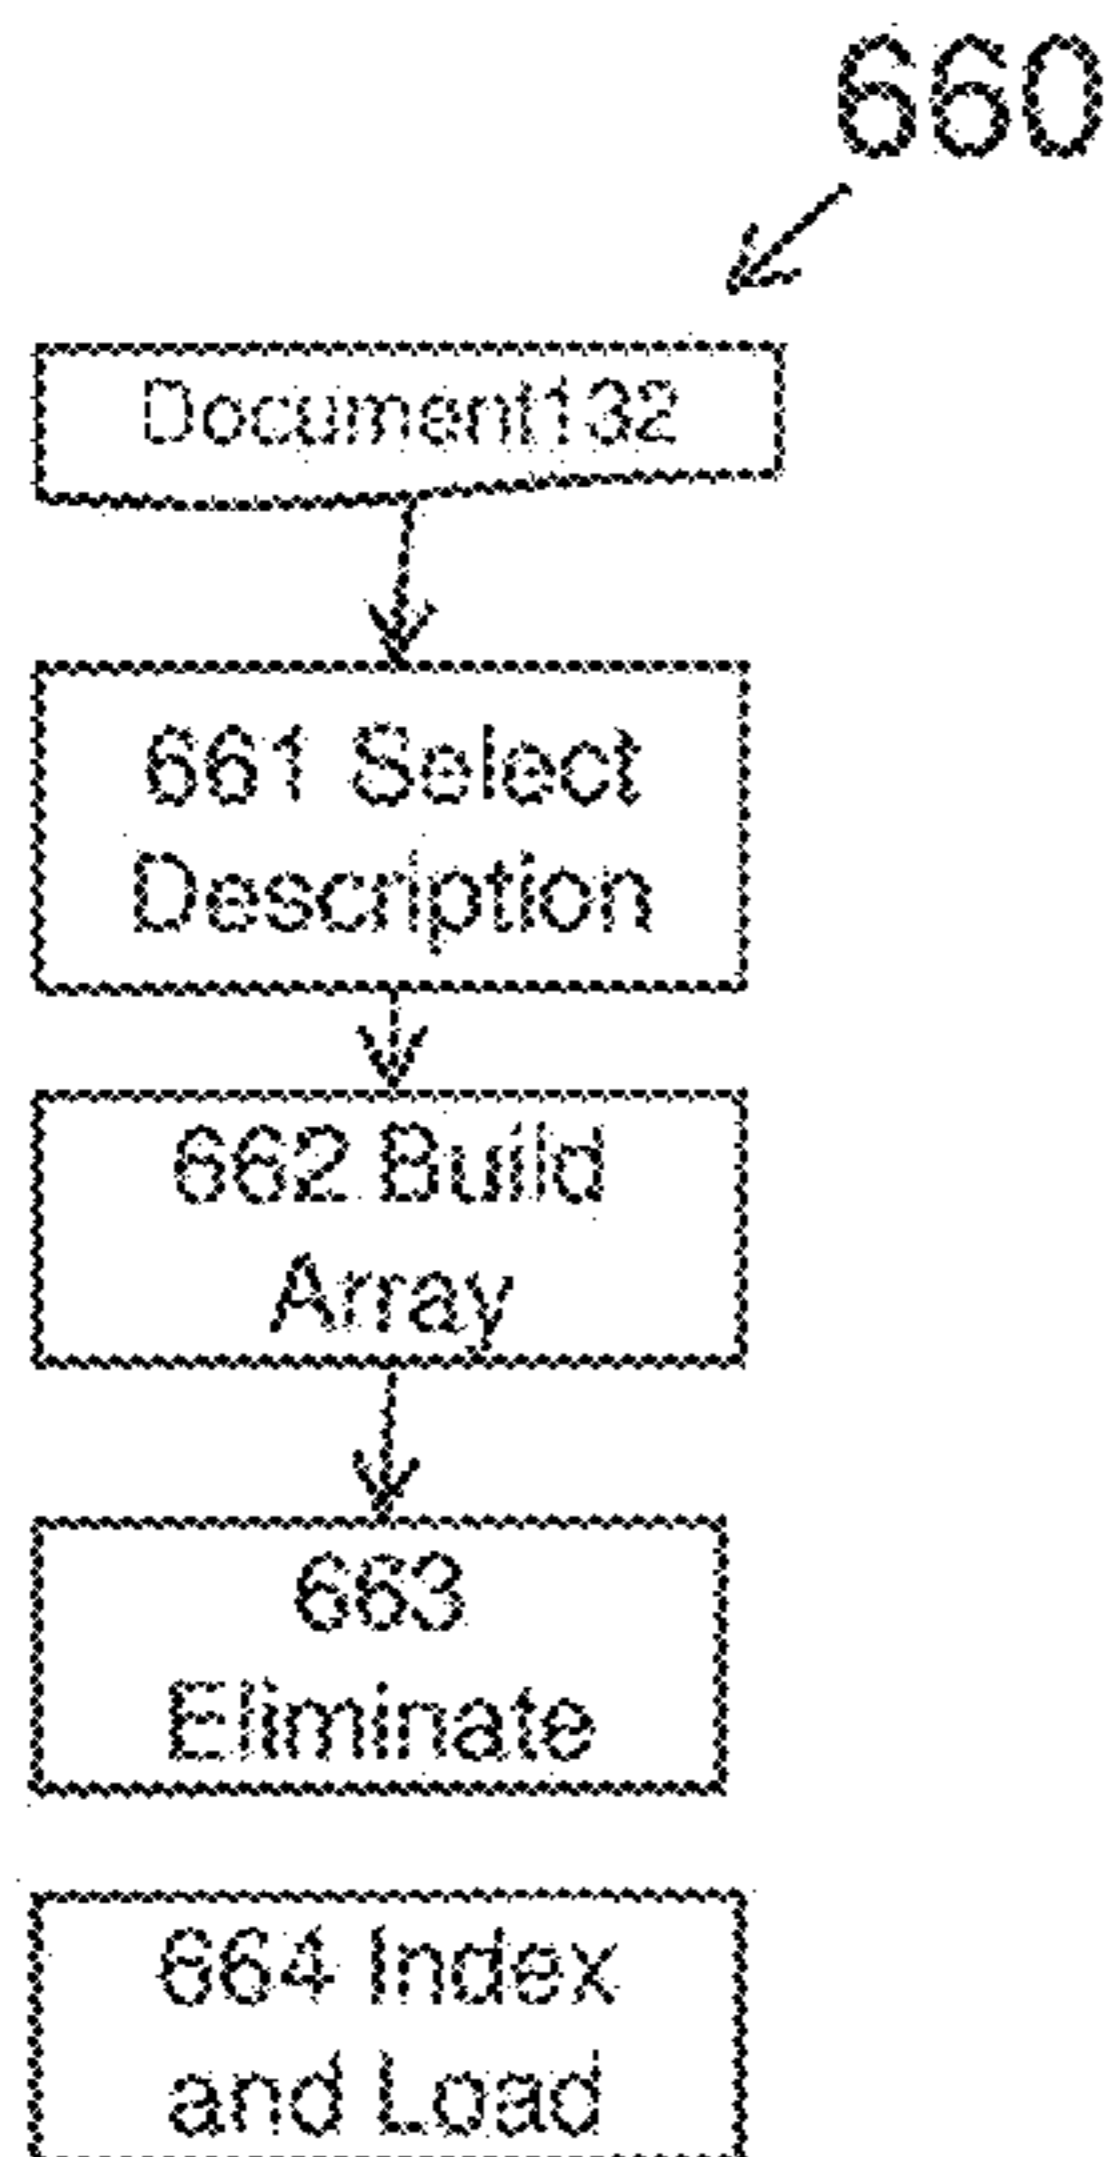 660
Document132
661 Select
Description
662 Build
Array
663
Eliminate
664 Index
and Load